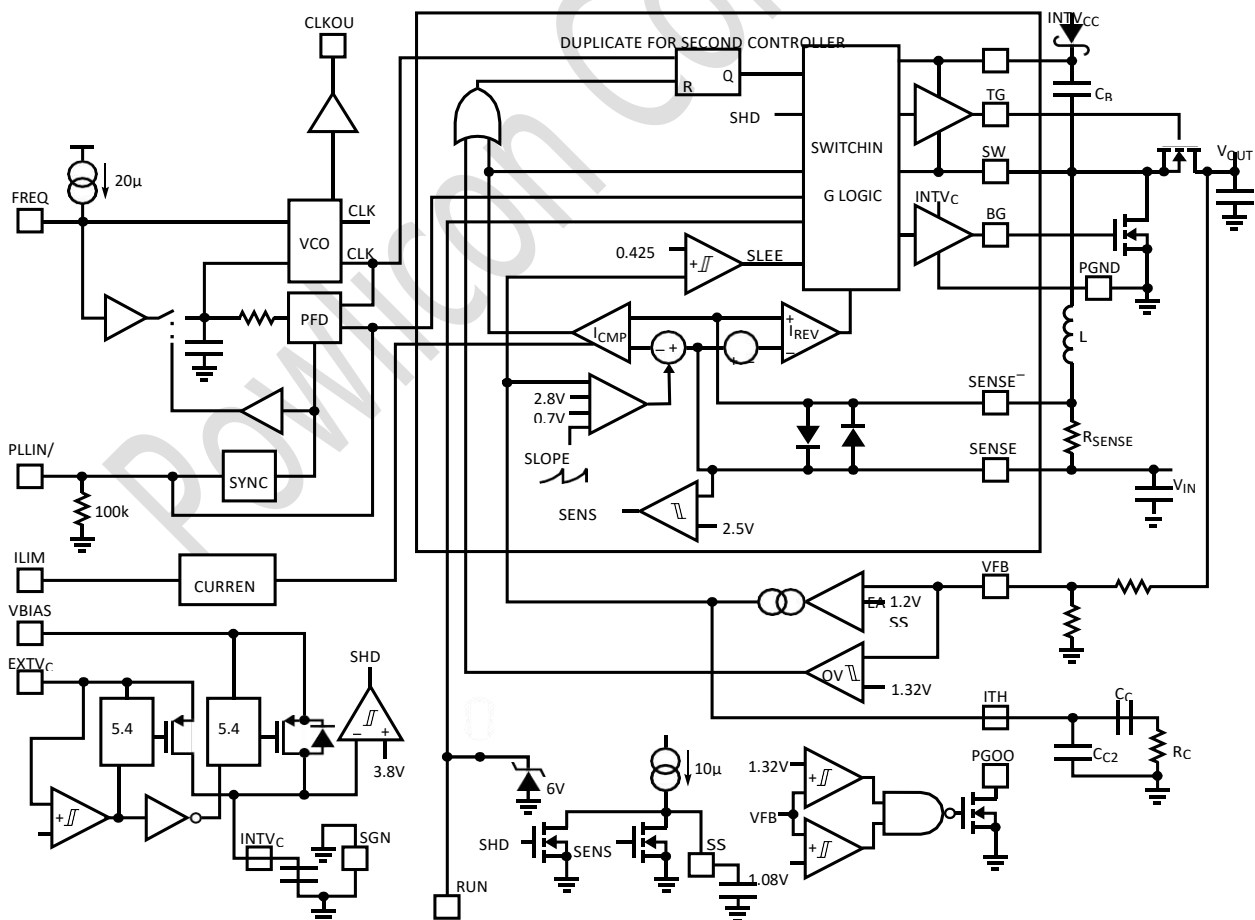 CLKOU
INTVCC
DUPLICATE FOR SECOND CONTROLLER
Q
R
CB
TG
SHD
SWITCHIN
G LOGIC
SW
VOUT
20µ
FREQ
VCO
CLK
CLK
INTVC
BG
0.425
+
SLEE
PGND
PFD
ICMP
+
IREV
−
− +
+ −
L
2.8V
0.7V
SENSE−
SLOPE
RSENSE
PLLIN/
SYNC
SENSE
VIN
100k
SENS
2.5V
ILIM
CURREN
VFB
VBIAS
EA 1.2V
SS
EXTVC
SHD
OV
1.32V
5.4
5.4
−
+
3.8V
ITH
CC
CC2
RC
10µ
1.32V
+
PGOO
6V
VFB
+
INTVC
SGN
SHD
SENS
SS
+
1.08V
RUN
Powlicon Co